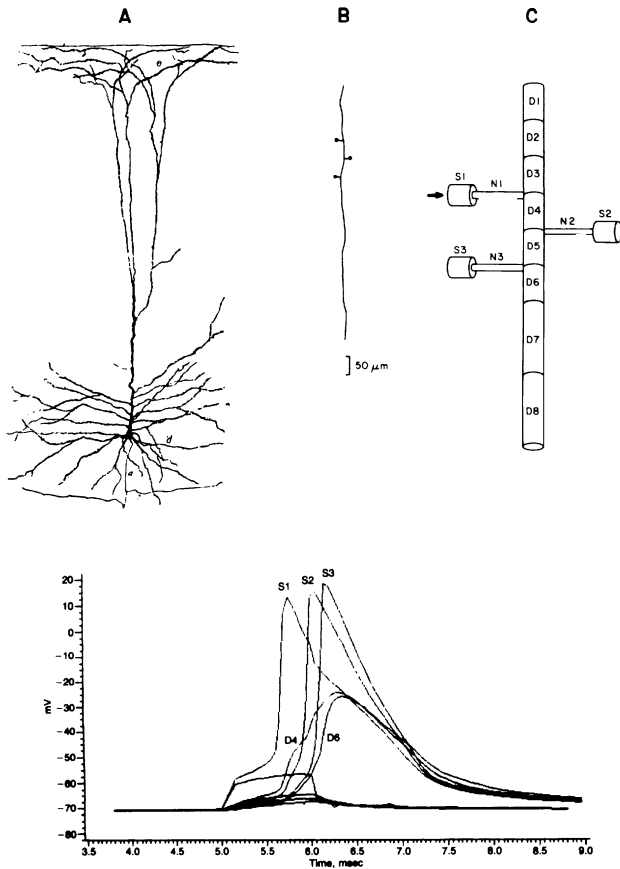 A
B
C
e
d
a
50 μm
D1
D2
D3
S1
N1
D4
N2
S2
D5
S3
N3
D6
D7
D8
20
10
0
-10
-20
-30
-40
-50
-60
-70
-80
mV
S1
S2
S3
D4
D6
3.5
4.0
4.5
5.0
5.5
6.0
6.5
7.0
7.5
8.0
8.5
9.0
Time, msec